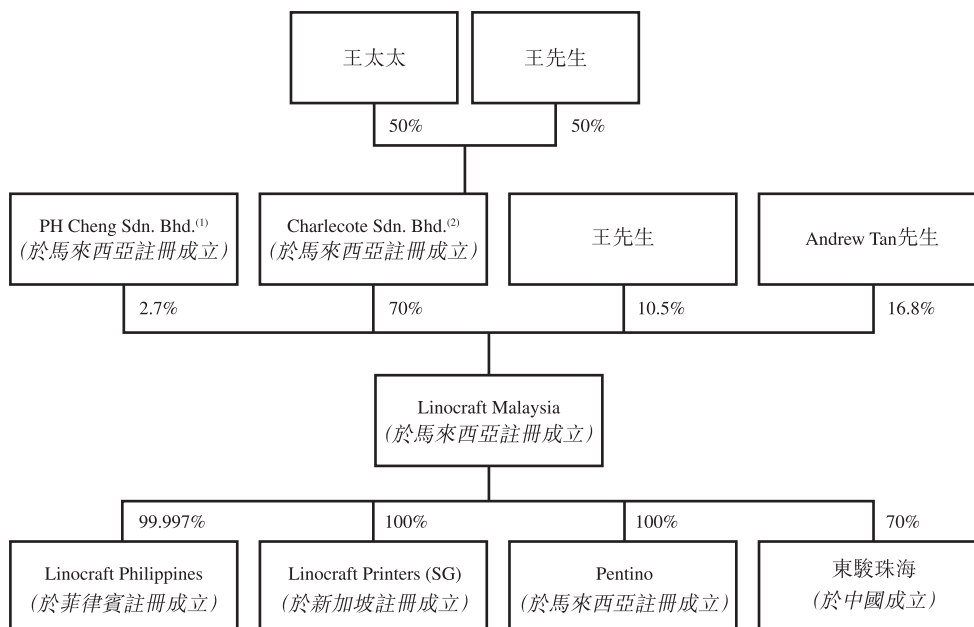 王太太
王先生
50%
50%
PH Cheng Sdn. Bhd.(1)
(於馬來西亞註冊成立)
Charlecote Sdn. Bhd.(2)
(於馬來西亞註冊成立)
王先生
Andrew Tan先生
2.7%
70%
10.5%
16.8%
Linocraft Malaysia
(於馬來西亞註冊成立)
99.997%
100%
100%
70%
Linocraft Philippines
(於菲律賓註冊成立)
Linocraft Printers (SG)
(於新加坡註冊成立)
Pentino
(於馬來西亞註冊成立)
東駿珠海
(於中國成立)